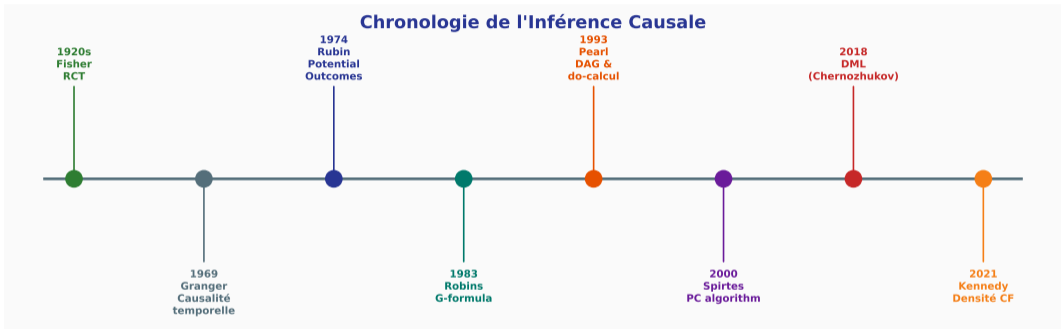 Chronologie de l'Inférence Causale
1920s
Fisher
RCT
1969
Granger
Causalité
temporelle
1974
Rubin
Potential
Outcomes
1983
Robins
G-formula
1993
Pearl
DAG &
do-calcul
2000
Spirtes
PC algorithm
2018
DML
(Chernozhukov)
2021
Kennedy
Densité CF